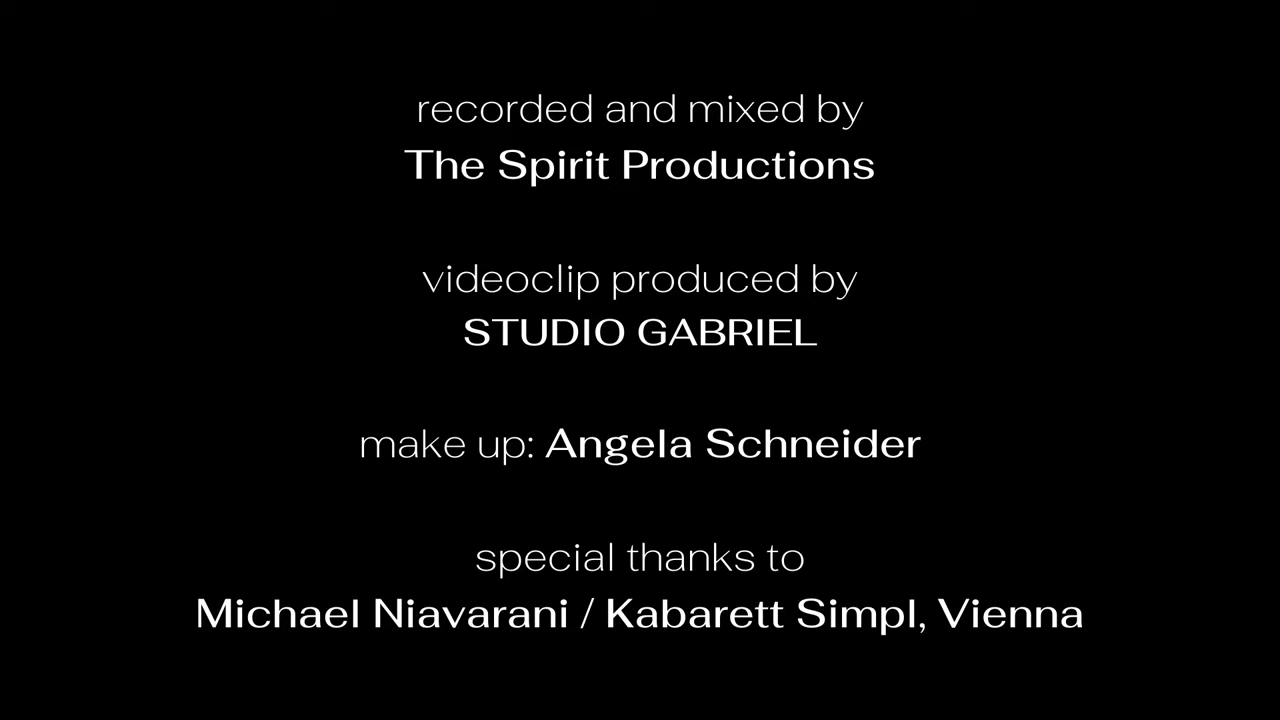 recorded and mixed by
The Spirit Productions
videoclip produced by
STUDIO GABRIEL
make up: Angela Schneider
special thanks to
Michael Niavarani / Kabarett Simpl, Vienna